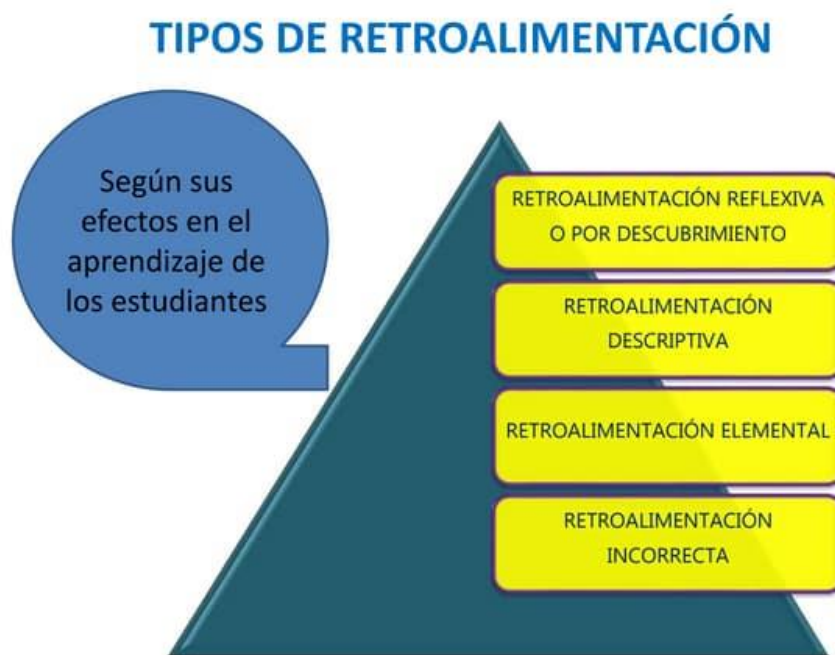 TIPOS DE RETROALIMENTACIÓN
Según sus
efectos en el
aprendizaje de
los estudiantes
RETROALIMENTACIÓN REFLEXIVA
O POR DESCUBRIMIENTO
RETROALIMENTACIÓN
DESCRIPTIVA
RETROALIMENTACIÓN ELEMENTAL
RETROALIMENTACIÓN
INCORRECTA